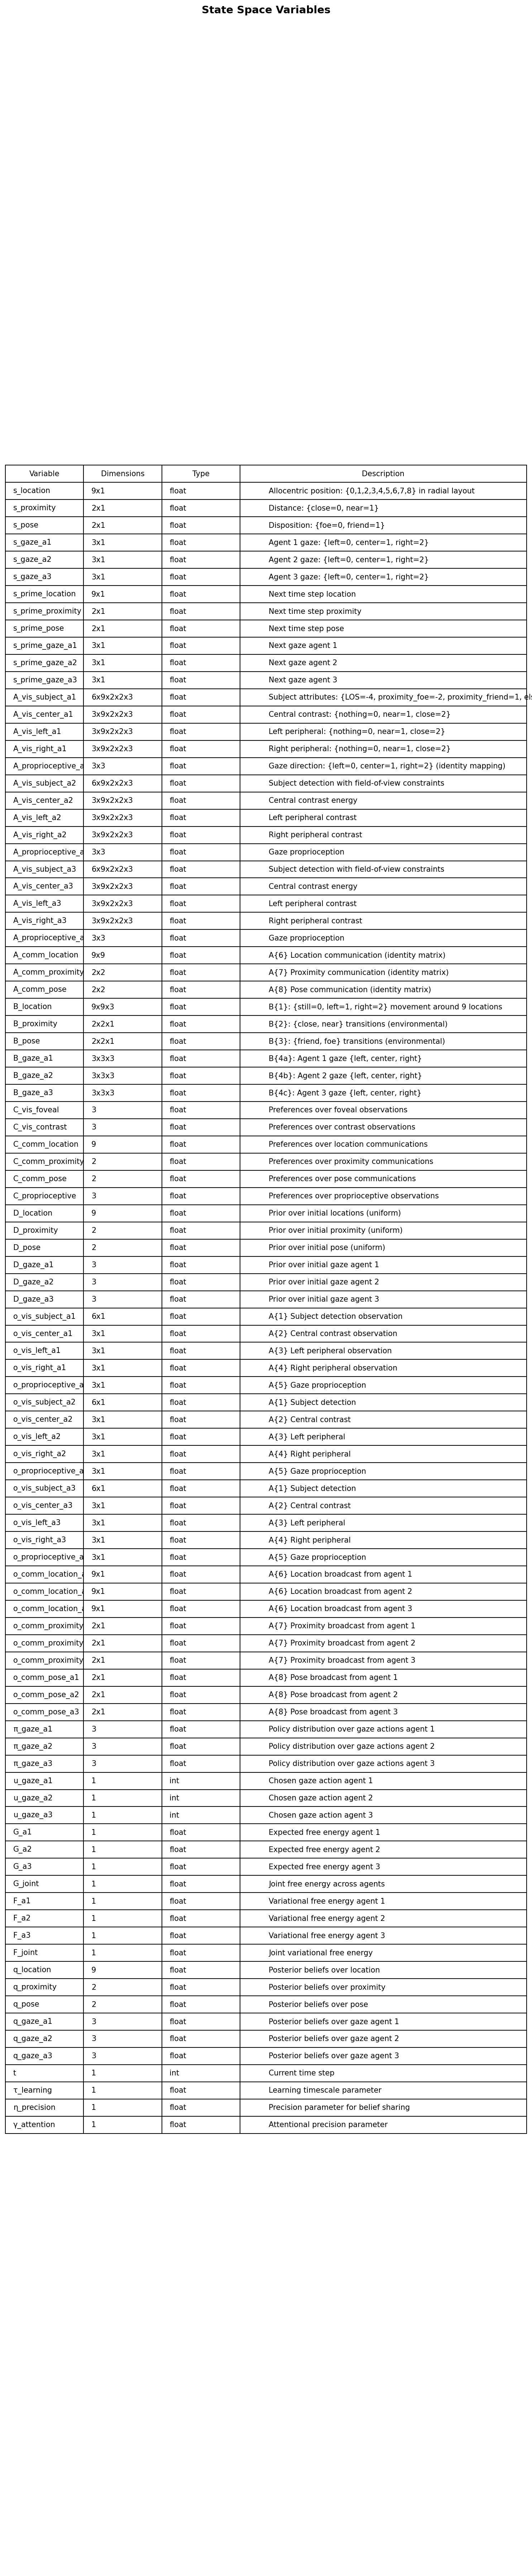 State Space Variables
Variable Dimensions Type Description
s_location 9x1 float Allocentric position: {0,1,2,3,4,5,6,7,8} in radial layout
s_proximity 2x1 float Distance: {close=0, near=1}
s_pose 2x1 float Disposition: {foe=0, friend=1}
s_gaze_a1 3x1 float Agent 1 gaze: {left=0, center=1, right=2}
s_gaze_a2 3x1 float Agent 2 gaze: {left=0, center=1, right=2}
s_gaze_a3 3x1 float Agent 3 gaze: {left=0, center=1, right=2}
s_prime_location 9x1 float Next time step location
s_prime_proximity 2x1 float Next time step proximity
s_prime_pose 2x1 float Next time step pose
s_prime_gaze_a1 3x1 float Next gaze agent 1
s_prime_gaze_a2 3x1 float Next gaze agent 2
s_prime_gaze_a3 3x1 float Next gaze agent 3
A_vis_subject_a1 6x9x2x2x3 float Subject attributes: {LOS=-4, proximity_foe=-2, proximity_friend=1, el
A_vis_center_a1 3x9x2x2x3 float Central contrast: {nothing=0, near=1, close=2}
A_vis_left_a1 3x9x2x2x3 float Left peripheral: {nothing=0, near=1, close=2}
A_vis_right_a1 3x9x2x2x3 float Right peripheral: {nothing=0, near=1, close=2}
A_proprioceptive_a 3x3 float Gaze direction: {left=0, center=1, right=2} (identity mapping)
A_vis_subject_a2 6x9x2x2x3 float Subject detection with field-of-view constraints
A_vis_center_a2 3x9x2x2x3 float Central contrast energy
A_vis_left_a2 3x9x2x2x3 float Left peripheral contrast
A_vis_right_a2 3x9x2x2x3 float Right peripheral contrast
A_proprioceptive_a 3x3 float Gaze proprioception
A_vis_subject_a3 6x9x2x2x3 float Subject detection with field-of-view constraints
A_vis_center_a3 3x9x2x2x3 float Central contrast energy
A_vis_left_a3 3x9x2x2x3 float Left peripheral contrast
A_vis_right_a3 3x9x2x2x3 float Right peripheral contrast
A_proprioceptive_a 3x3 float Gaze proprioception
A_comm_location 9x9 float A{6} Location communication (identity matrix)
A_comm_proximity 2x2 float A{7} Proximity communication (identity matrix)
A_comm_pose 2x2 float A{8} Pose communication (identity matrix)
B_location 9x9x3 float B{1}: {still=0, left=1, right=2} movement around 9 locations
B_proximity 2x2x1 float B{2}: {close, near} transitions (environmental)
B_pose 2x2x1 float B{3}: {friend, foe} transitions (environmental)
B_gaze_a1 3x3x3 float B{4a}: Agent 1 gaze {left, center, right}
B_gaze_a2 3x3x3 float B{4b}: Agent 2 gaze {left, center, right}
B_gaze_a3 3x3x3 float B{4c}: Agent 3 gaze {left, center, right}
C_vis_foveal 3 float Preferences over foveal observations
C_vis_contrast 3 float Preferences over contrast observations
C_comm_location 9 float Preferences over location communications
C_comm_proximity 2 float Preferences over proximity communications
C_comm_pose 2 float Preferences over pose communications
C_proprioceptive 3 float Preferences over proprioceptive observations
D_location 9 float Prior over initial locations (uniform)
D_proximity 2 float Prior over initial proximity (uniform)
D_pose 2 float Prior over initial pose (uniform)
D_gaze_a1 3 float Prior over initial gaze agent 1
D_gaze_a2 3 float Prior over initial gaze agent 2
D_gaze_a3 3 float Prior over initial gaze agent 3
o_vis_subject_a1 6x1 float A{1} Subject detection observation
o_vis_center_a1 3x1 float A{2} Central contrast observation
o_vis_left_a1 3x1 float A{3} Left peripheral observation
o_vis_right_a1 3x1 float A{4} Right peripheral observation
o_proprioceptive_a 3x1 float A{5} Gaze proprioception
o_vis_subject_a2 6x1 float A{1} Subject detection
o_vis_center_a2 3x1 float A{2} Central contrast
o_vis_left_a2 3x1 float A{3} Left peripheral
o_vis_right_a2 3x1 float A{4} Right peripheral
o_proprioceptive_a 3x1 float A{5} Gaze proprioception
o_vis_subject_a3 6x1 float A{1} Subject detection
o_vis_center_a3 3x1 float A{2} Central contrast
o_vis_left_a3 3x1 float A{3} Left peripheral
o_vis_right_a3 3x1 float A{4} Right peripheral
o_proprioceptive_a 3x1 float A{5} Gaze proprioception
o_comm_location_a 9x1 float A{6} Location broadcast from agent 1
o_comm_location_a 9x1 float A{6} Location broadcast from agent 2
o_comm_location_a 9x1 float A{6} Location broadcast from agent 3
o_comm_proximity 2x1 float A{7} Proximity broadcast from agent 1
o_comm_proximity 2x1 float A{7} Proximity broadcast from agent 2
o_comm_proximity 2x1 float A{7} Proximity broadcast from agent 3
o_comm_pose_a1 2x1 float A{8} Pose broadcast from agent 1
o_comm_pose_a2 2x1 float A{8} Pose broadcast from agent 2
o_comm_pose_a3 2x1 float A{8} Pose broadcast from agent 3
π_gaze_a1 3 float Policy distribution over gaze actions agent 1
π_gaze_a2 3 float Policy distribution over gaze actions agent 2
π_gaze_a3 3 float Policy distribution over gaze actions agent 3
u_gaze_a1 1 int Chosen gaze action agent 1
u_gaze_a2 1 int Chosen gaze action agent 2
u_gaze_a3 1 int Chosen gaze action agent 3
G_a1 1 float Expected free energy agent 1
G_a2 1 float Expected free energy agent 2
G_a3 1 float Expected free energy agent 3
G_joint 1 float Joint free energy across agents
F_a1 1 float Variational free energy agent 1
F_a2 1 float Variational free energy agent 2
F_a3 1 float Variational free energy agent 3
F_joint 1 float Joint variational free energy
q_location 9 float Posterior beliefs over location
q_proximity 2 float Posterior beliefs over proximity
q_pose 2 float Posterior beliefs over pose
q_gaze_a1 3 float Posterior beliefs over gaze agent 1
q_gaze_a2 3 float Posterior beliefs over gaze agent 2
q_gaze_a3 3 float Posterior beliefs over gaze agent 3
t 1 int Current time step
τ_learning 1 float Learning timescale parameter
η_precision 1 float Precision parameter for belief sharing
γ_attention 1 float Attentional precision parameter